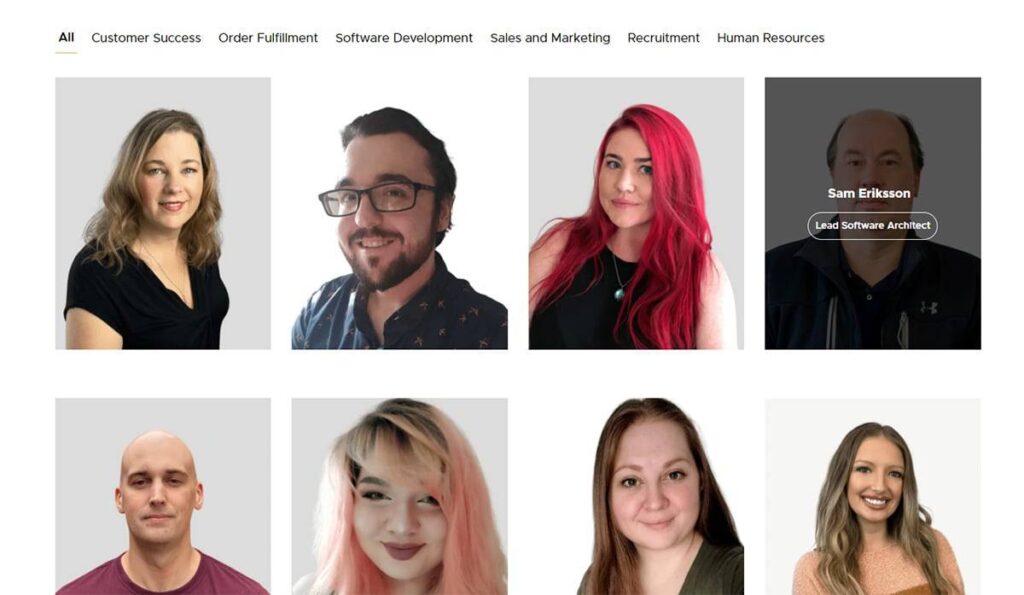 All Customer Success Order Fulfillment Software Development Sales and Marketing Recruitment Human Resources
Sam Eriksson
Lead Software Architect